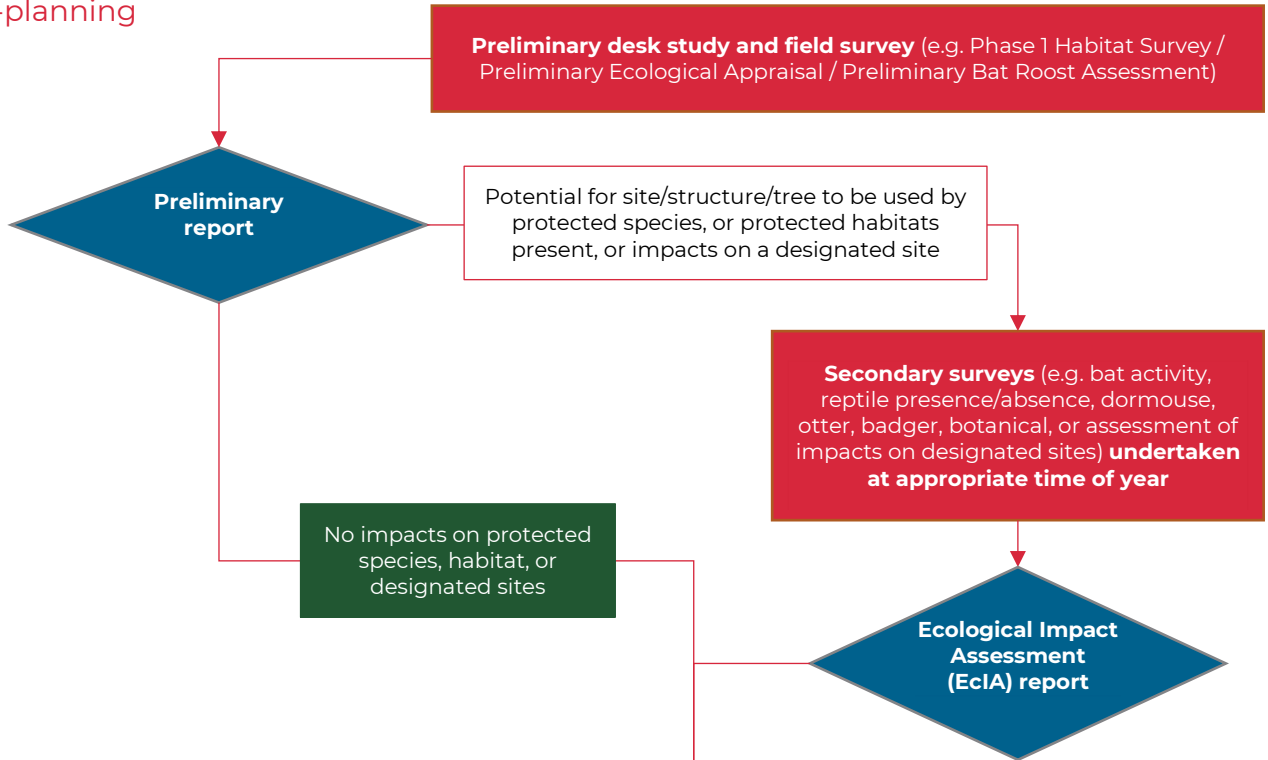 -planning
Preliminary desk study and field survey (e.g. Phase 1 Habitat Survey /
Preliminary Ecological Appraisal / Preliminary Bat Roost Assessment)
Preliminary
report
Potential for site/structure/tree to be used by
protected species, or protected habitats
present, or impacts on a designated site
Secondary surveys (e.g. bat activity,
reptile presence/absence, dormouse,
otter, badger, botanical, or assessment of
impacts on designated sites) undertaken
at appropriate time of year
No impacts on protected
species, habitat, or
designated sites
Ecological Impact
Assessment
(EcIA) report